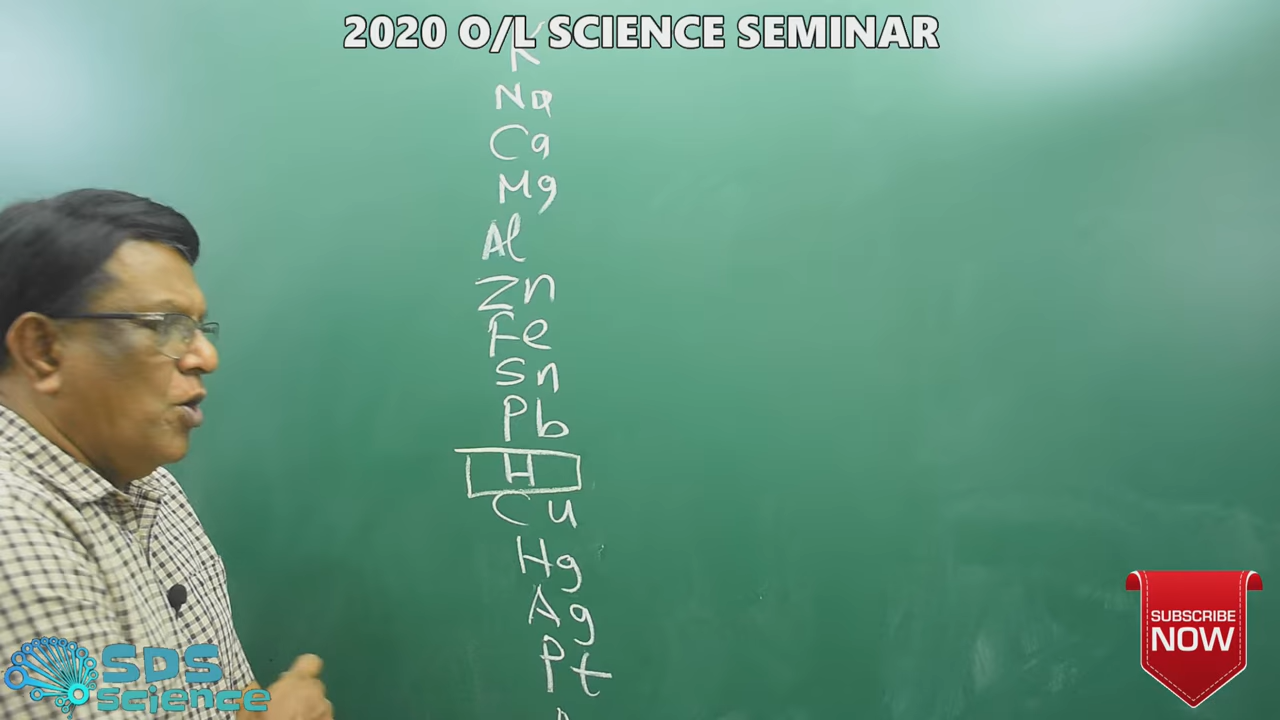 2020 O/L SCIENCE SEMINAR
K
Na
Ca
Mg
Al
Zn
Fe
Sn
Pb
H
Cu
Hg
Ag
Pt
SDS
science
SUBSCRIBE
NOW